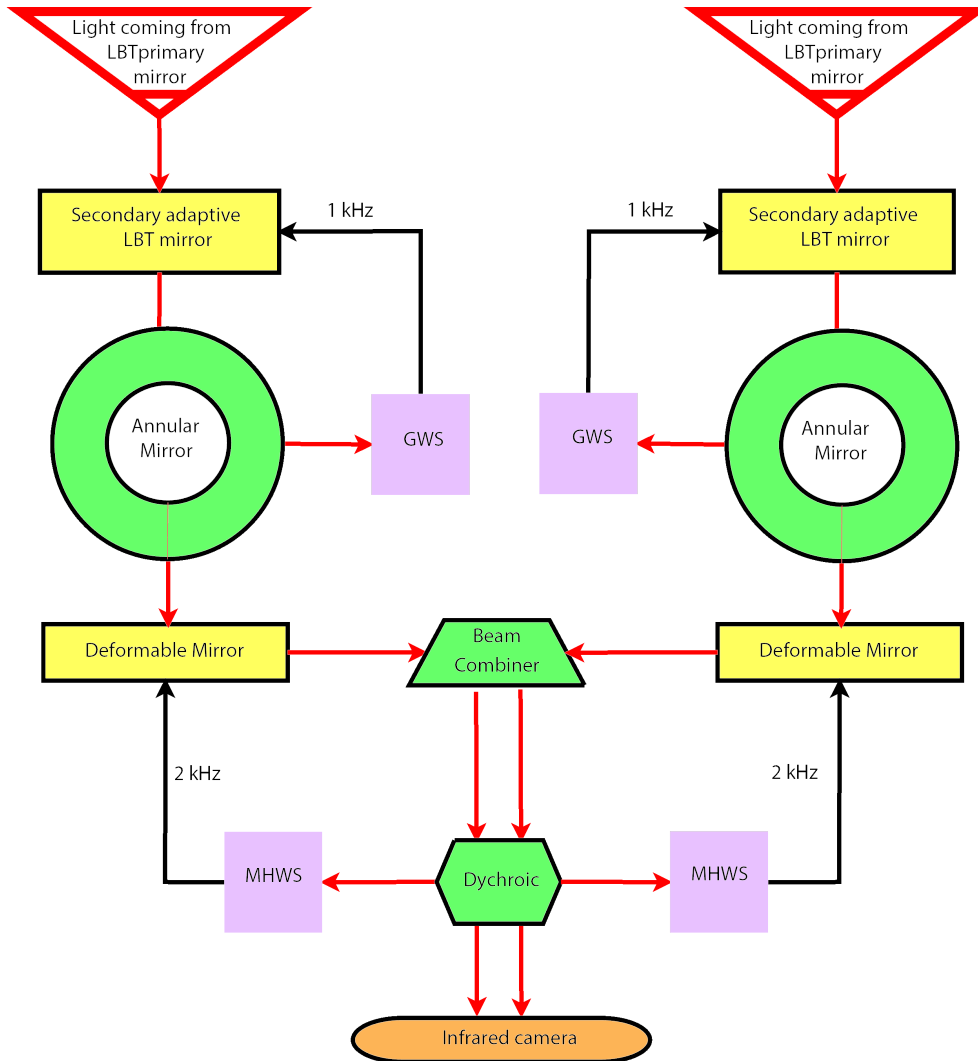 Light coming from
LBTprimary
mirror
Light coming from
LBTprimary
mirror
1 kHz
1 kHz
Secondary adaptive
LBT mirror
Secondary adaptive
LBT mirror
Annular
Mirror
GWS
GWS
Annular
Mirror
Deformable Mirror
Beam
Combiner
Deformable Mirror
2 kHz
2 kHz
MHWS
Dychroic
MHWS
Infrared camera